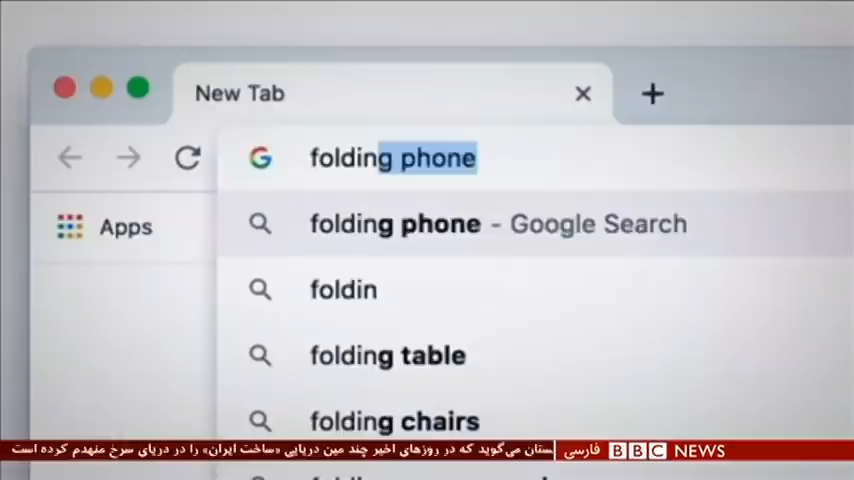 New Tab
folding phone
folding phone - Google Search
Apps
foldin
folding table
folding chairs
ستان می‌گوید که در روزهای اخیر چند مین دریایی «ساخت ایران» را در دریای سرخ منهدم کرده است
فارسی BBC NEWS